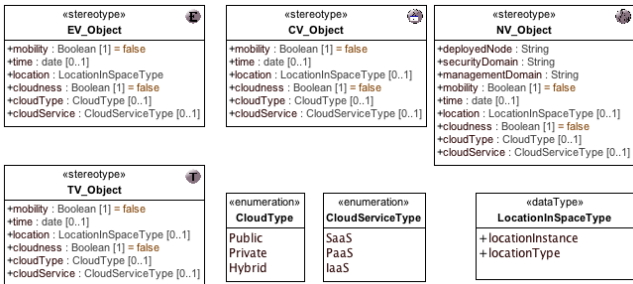 «stereotype»
EV_Object
+mobility : Boolean [1] = false
+time : date [0..1]
+location : LocationInSpaceType
+cloudness : Boolean [1] = false
+cloudType : CloudType [0..1]
+cloudService : CloudServiceType [0..1]
E
«stereotype»
CV_Object
+mobility : Boolean [1] = false
+time : date [0..1]
+location : LocationInSpaceType [0..1]
+cloudness : Boolean [1] = false
+cloudType : CloudType [0..1]
+cloudService : CloudServiceType [0..1]
«stereotype»
NV_Object
+deployedNode : String
+securityDomain : String
+managementDomain : String
+mobility : Boolean [1] = false
+time : date [0..1]
+location : LocationInSpaceType [0..1]
+cloudness : Boolean [1] = false
+cloudType : CloudType [0..1]
+cloudService : CloudServiceType [0..1]
«stereotype»
TV_Object
+mobility : Boolean [1] = false
+time : date [0..1]
+location : LocationInSpaceType [0..1]
+cloudness : Boolean [1] = false
+cloudType : CloudType [0..1]
+cloudService : CloudServiceType [0..1]
T
«enumeration»
CloudType
Public
Private
Hybrid
«enumeration»
CloudServiceType
SaaS
PaaS
IaaS
«dataType»
LocationInSpaceType
+locationInstance
+locationType